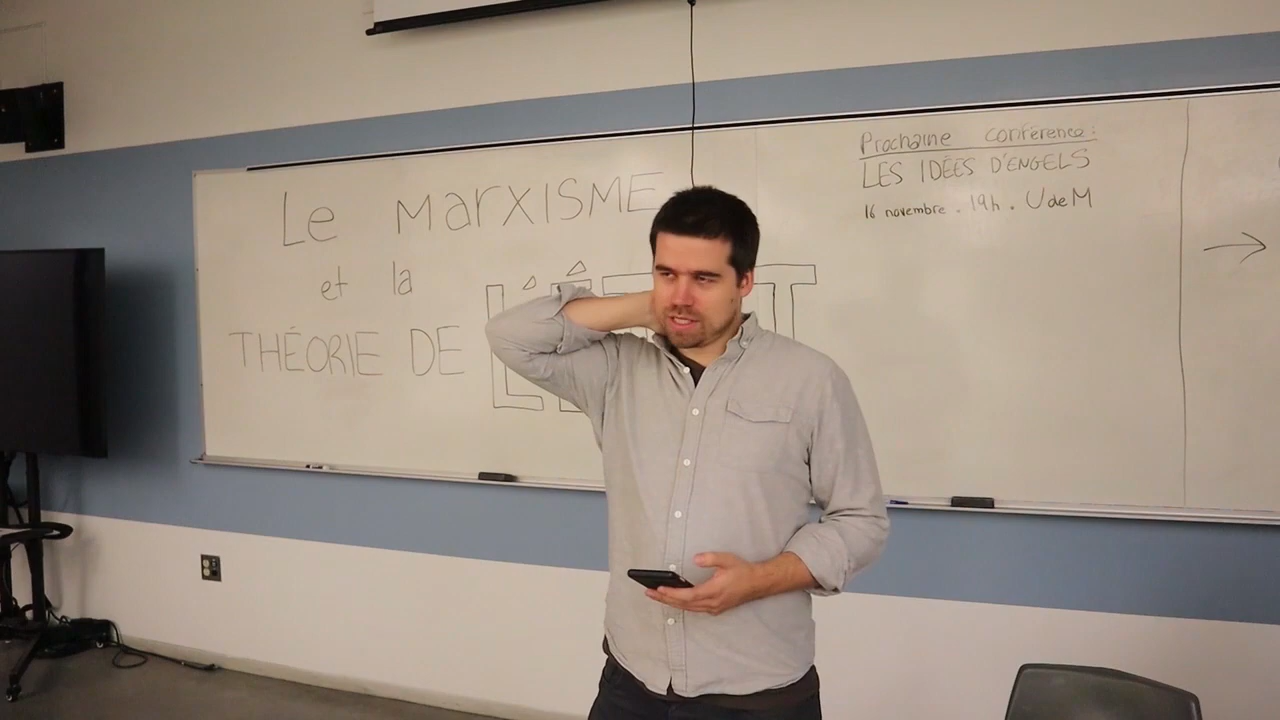 Le marxISME
et la
THÉORIE DE
Prochaine conférence:
LES IDÉES D'ENGELS
16 novembre. 19h. UdeM